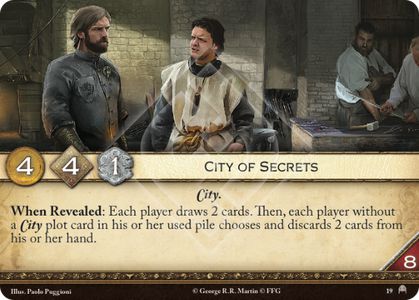 4 4 1 City of Secrets
City.
When Revealed: Each player draws 2 cards. Then, each player without
a City plot card in his or her used pile chooses and discards 2 cards from
his or her hand.
8
Illus. Paolo Puggioni © George R.R. Martin © FFG 19